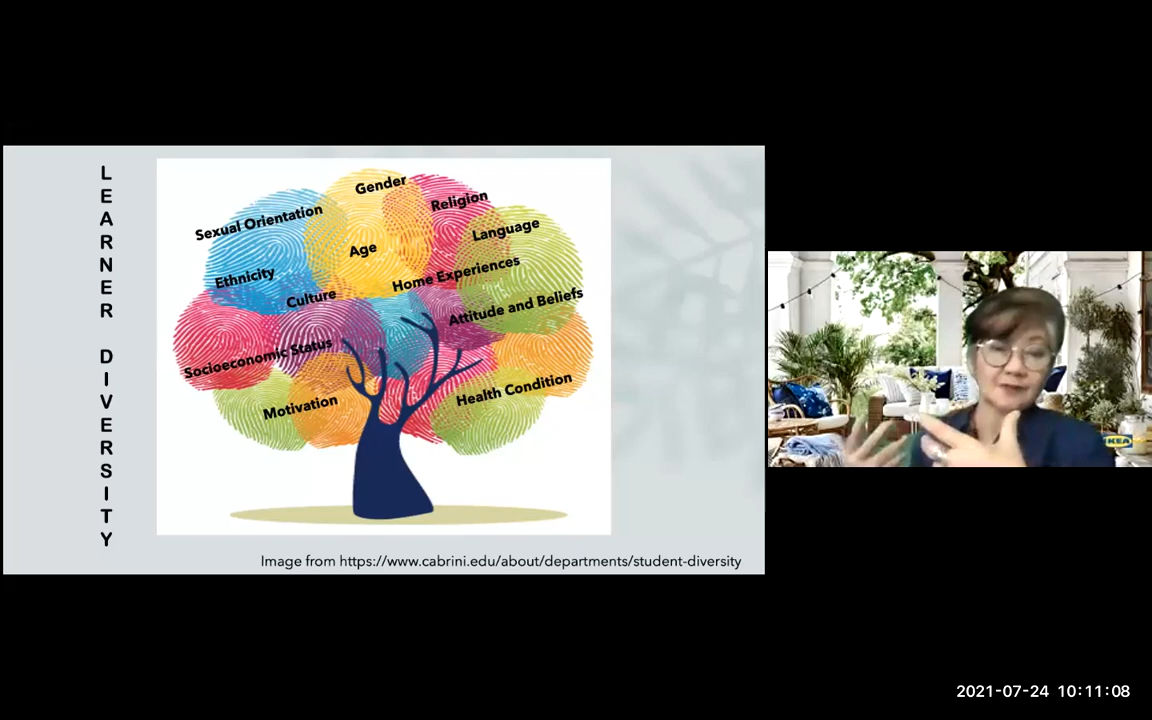 LEARNER DIVERSITY
Gender
Religion
Sexual Orientation
Language
Age
Home Experiences
Ethnicity
Culture
Attitude and Beliefs
Socioeconomic Status
Health Condition
Motivation
IKEA
Image from https://www.cabrini.edu/about/departments/student-diversity
2021-07-24 10:11:08